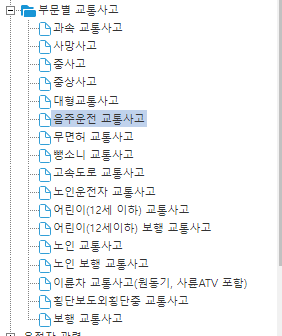 부문별 교통사고
과속 교통사고
사망사고
중사고
중상사고
대형교통사고
음주운전 교통사고
무면허 교통사고
뺑소니 교통사고
고속도로 교통사고
노인운전자 교통사고
어린이(12세 이하) 교통사고
어린이(12세이하) 보행 교통사고
노인 교통사고
노인 보행 교통사고
이륜차 교통사고(원동기, 사륜ATV 포함)
횡단보도외횡단중 교통사고
보행 교통사고